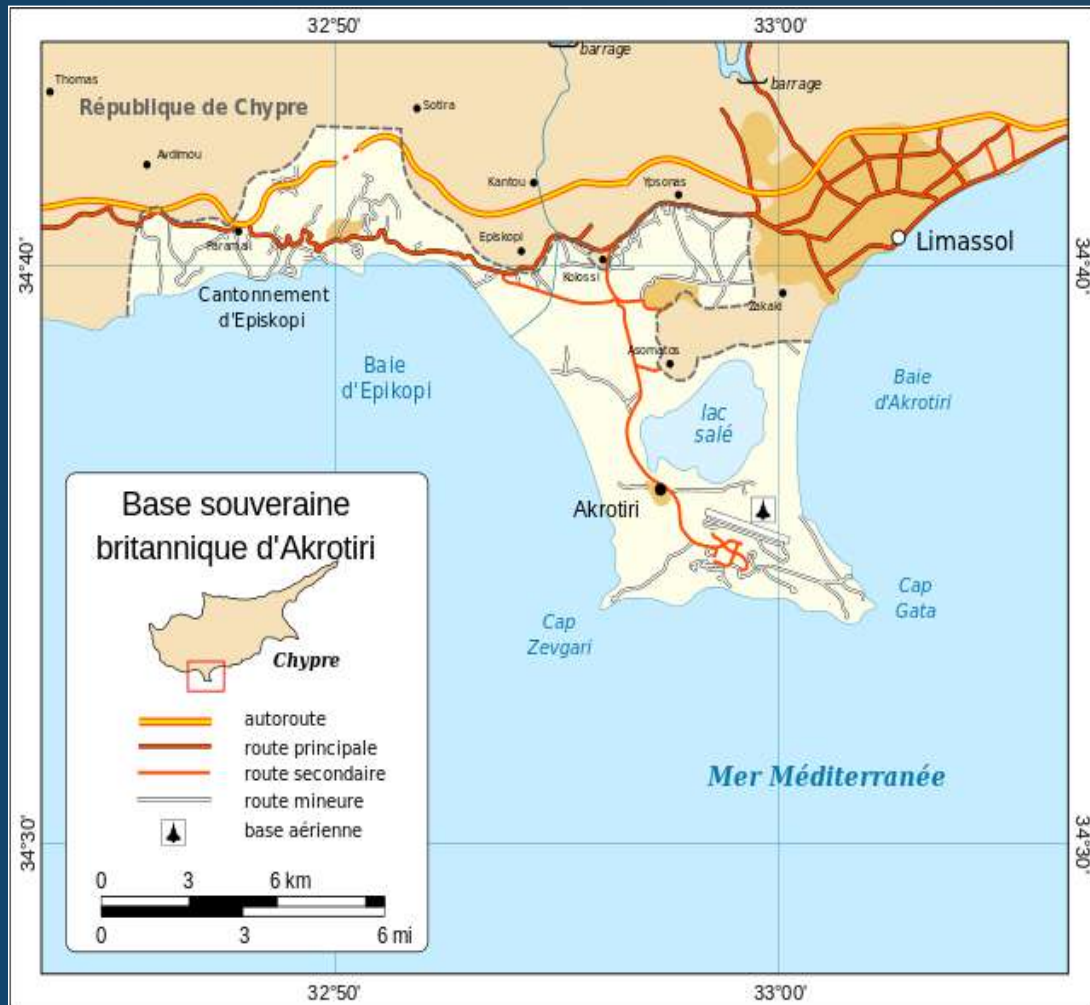 32°50'
33°00'
barrage
barrage
Thomas
République de Chypre
Sotira
Avdimou
Kantou
Ypsonas
Paramali
Episkopi
Limassol
34°40'
34°40'
Kolossi
Cantonnement
d'Episkopi
Zakaki
Asomatos
Baie
d'Epikopi
Baie
d'Akrotiri
lac
salé
Akrotiri
Cap
Gata
Cap
Zevgari
Base souveraine
britannique d'Akrotiri
Chypre
autoroute
route principale
route secondaire
route mineure
base aérienne
Mer Méditerranée
34°30'
34°30'
0 3 6 km
0 3 6 mi
32°50'
33°00'